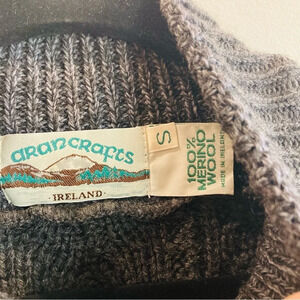 arancrafts
· IRELAND ·
S
100%
MERINO
WOOL
MADE IN IRELAND